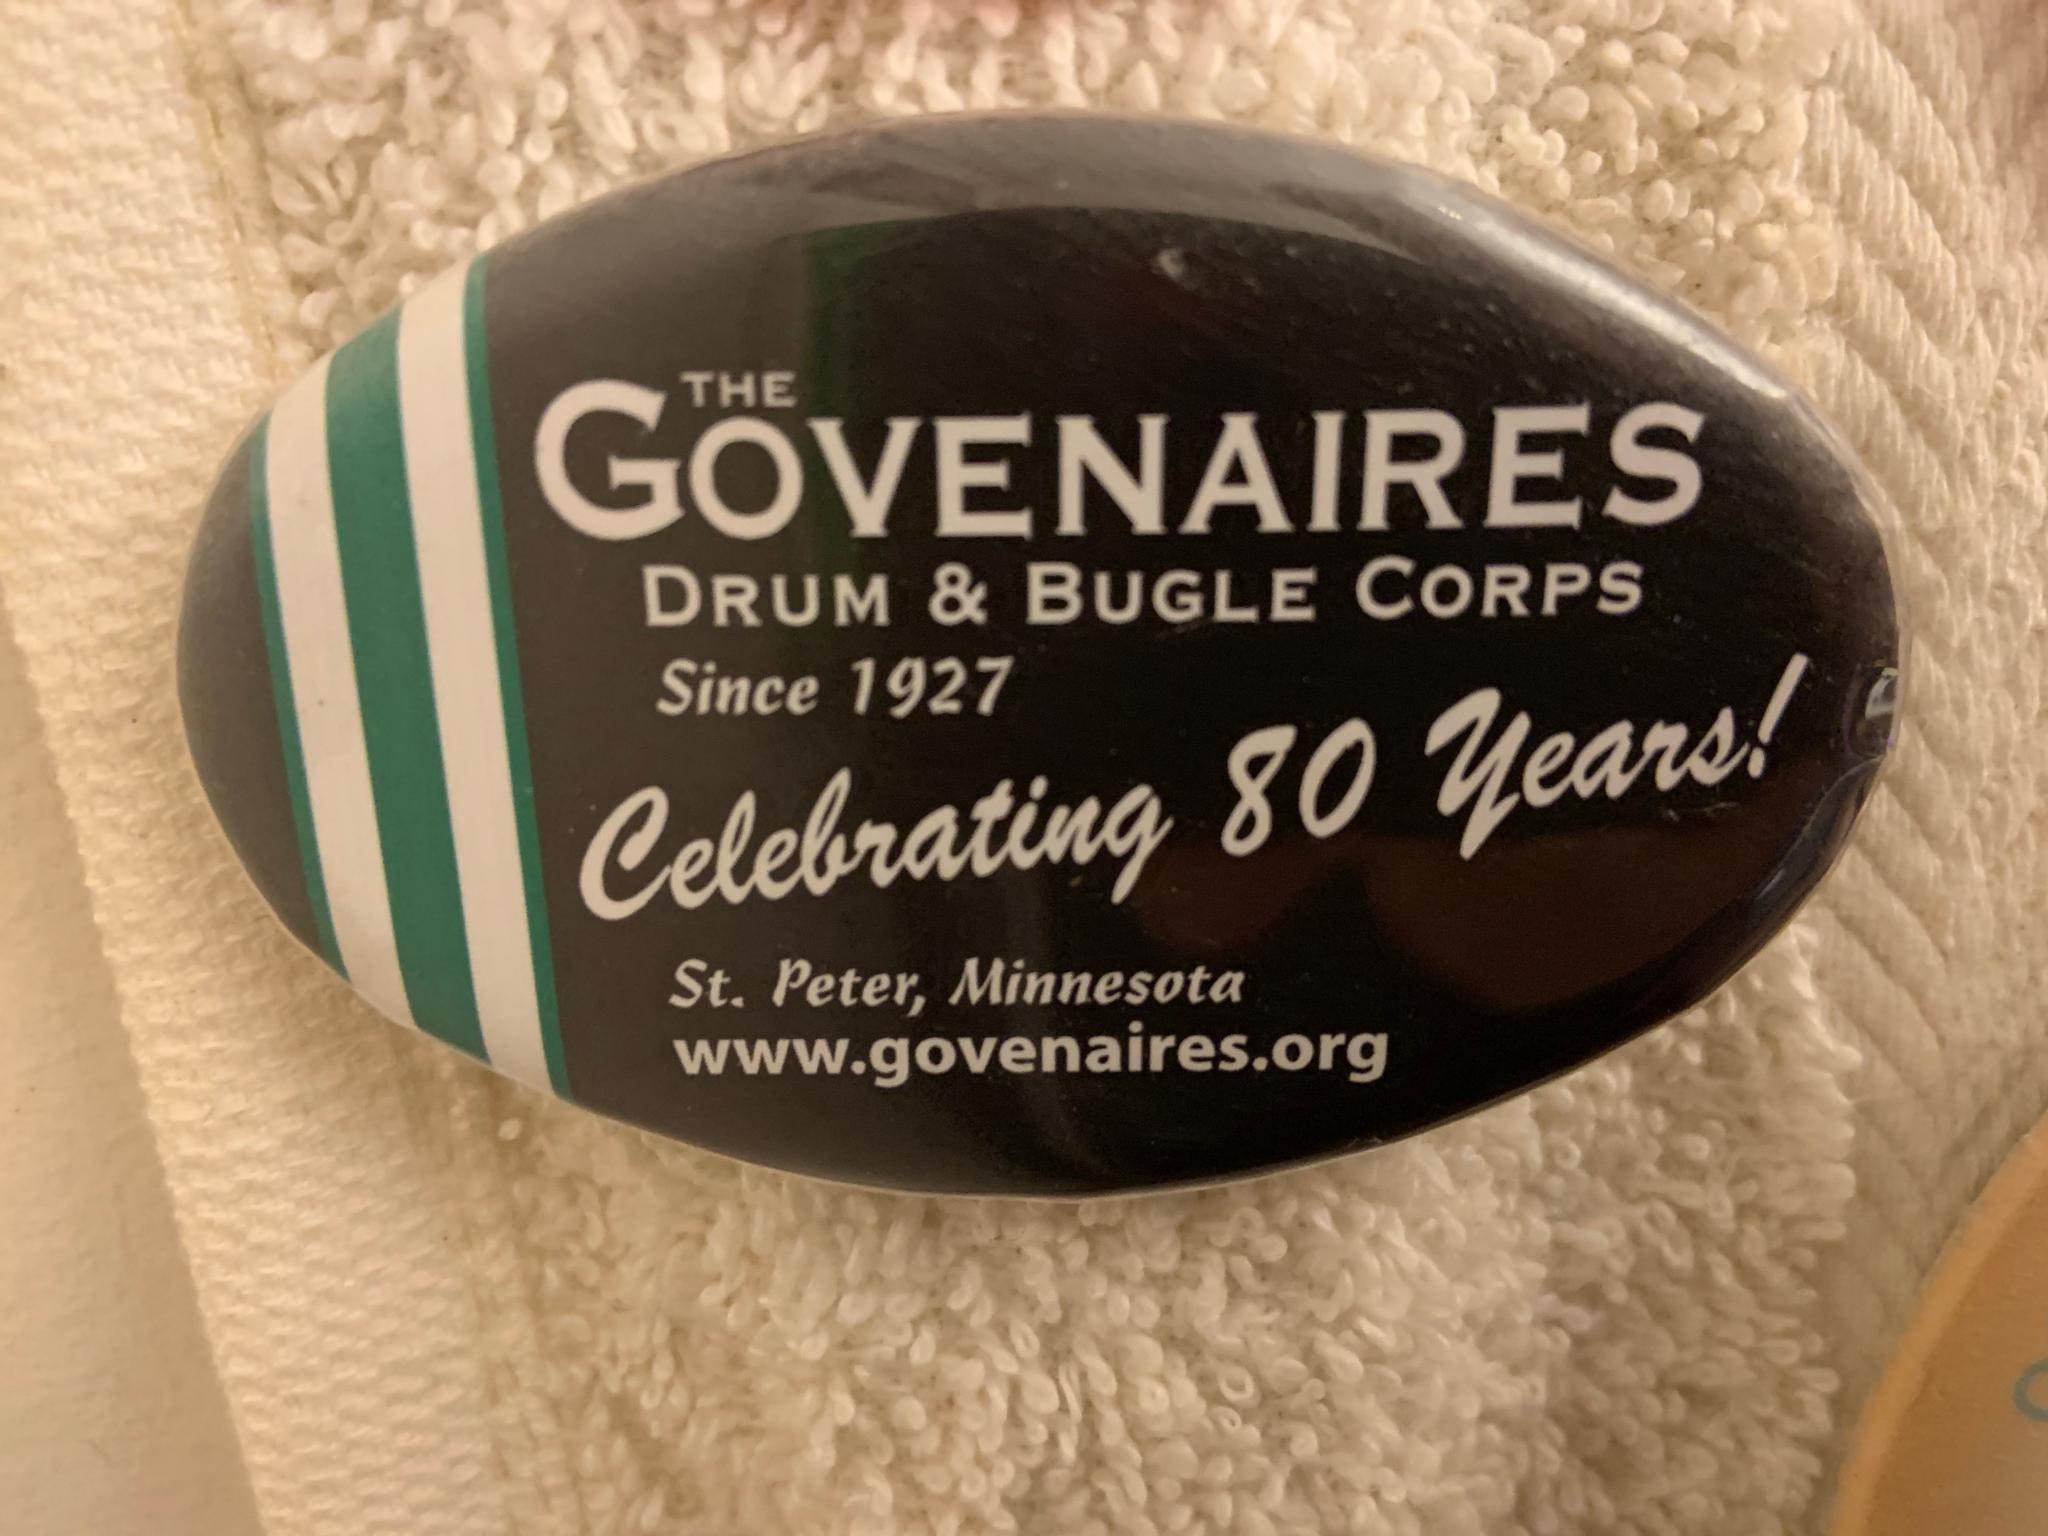 THE
GOVENAIRES
DRUM & BUGLE CORPS
Since 1927
Celebrating 80 Years!
St. Peter, Minnesota
www.govenaires.org